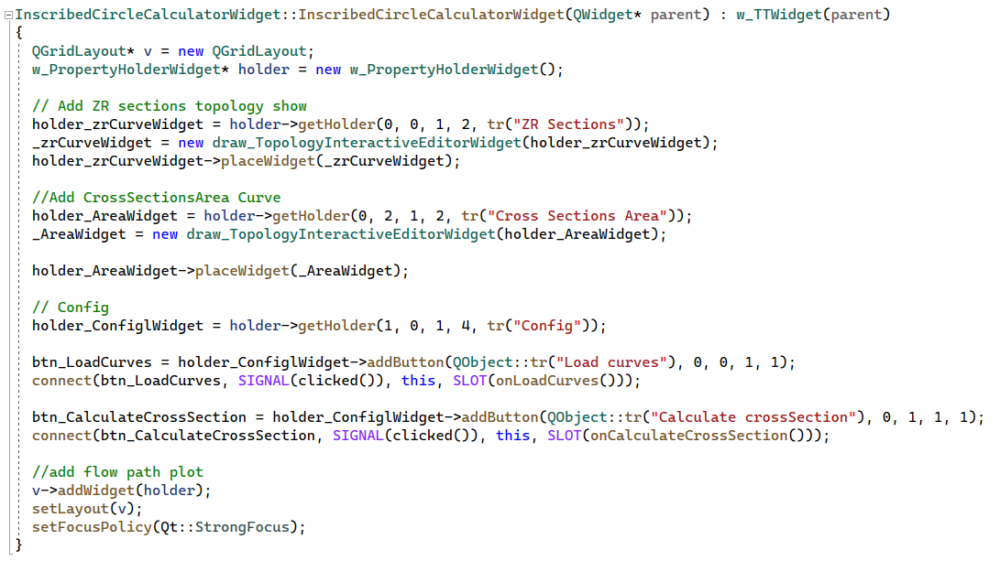 InscribedCircleCalculatorWidget::InscribedCircleCalculatorWidget(QWidget* parent) : w_TTWidget(parent)
{
QGridLayout* v = new QGridLayout;
w_PropertyHolderWidget* holder = new w_PropertyHolderWidget();
// Add ZR sections topology show
holder_zrCurveWidget = holder->getHolder(0, 0, 1, 2, tr("ZR Sections"));
_zrCurveWidget = new draw_TopologyInteractiveEditorWidget(holder_zrCurveWidget);
holder_zrCurveWidget->placeWidget(_zrCurveWidget);
//Add CrossSectionsArea Curve
holder_AreaWidget = holder->getHolder(0, 2, 1, 2, tr("Cross Sections Area"));
_AreaWidget = new draw_TopologyInteractiveEditorWidget(holder_AreaWidget);
holder_AreaWidget->placeWidget(_AreaWidget);
// Config
holder_ConfiglWidget = holder->getHolder(1, 0, 1, 4, tr("Config"));
btn_LoadCurves = holder_ConfiglWidget->addButton(QObject::tr("Load curves"), 0, 0, 1, 1);
connect(btn_LoadCurves, SIGNAL(clicked()), this, SLOT(onLoadCurves()));
btn_CalculateCrossSection = holder_ConfiglWidget->addButton(QObject::tr("Calculate crossSection"), 0, 1, 1, 1);
connect(btn_CalculateCrossSection, SIGNAL(clicked()), this, SLOT(onCalculateCrossSection()));
//add flow path plot
v->addWidget(holder);
setLayout(v);
setFocusPolicy(Qt::StrongFocus);
}